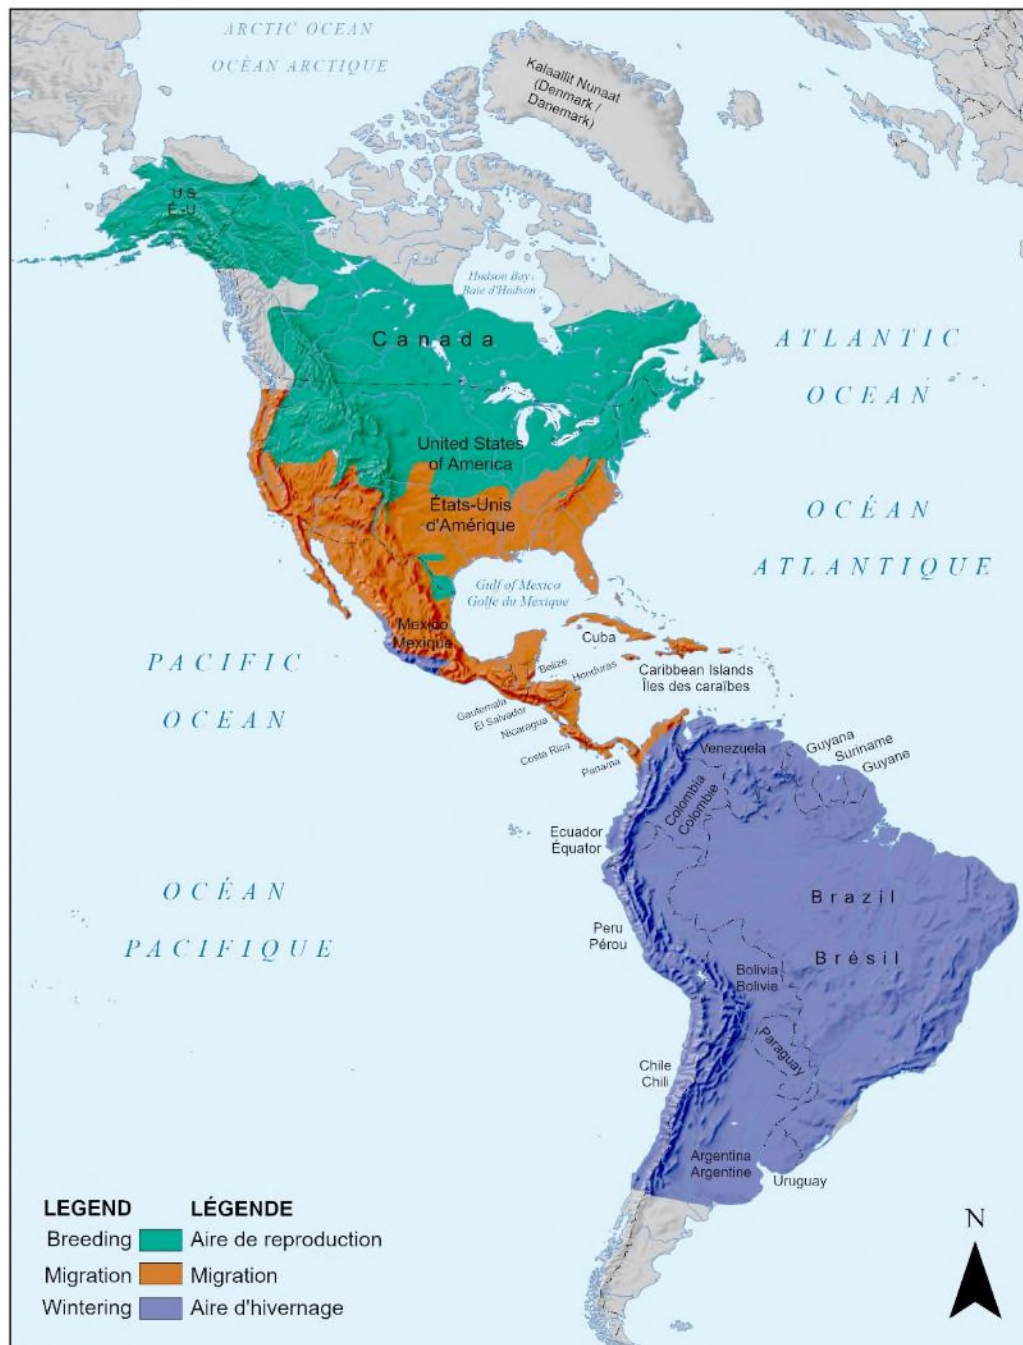 ARCTIC OCEAN
OCÉAN ARCTIQUE
Kalaallit Nunaat
(Denmark /
Danemark)
U.S.
É.-U.
Hudson Bay
Baie d'Hudson
Canada
ATLANTIC
OCEAN
United States
of America
États-Unis
d'Amérique
OCÉAN
ATLANTIQUE
Gulf of Mexico
Golfe du Mexique
Mexico
Mexique
Cuba
PACIFIC
OCEAN
Belize
Honduras
Caribbean Islands
Îles des caraïbes
Gautemala
El Salvador
Nicaragua
Costa Rica
Panama
Venezuela
Guyana
Suriname
Guyane
Colombia
Colombie
Ecuador
Équator
OCÉAN
PACIFIQUE
Brazil
Brésil
Peru
Pérou
Bolivia
Bolivie
Paraguay
Chile
Chili
Argentina
Argentine
Uruguay
N
LEGEND LÉGENDE
Breeding Aire de reproduction
Migration Migration
Wintering Aire d'hivernage